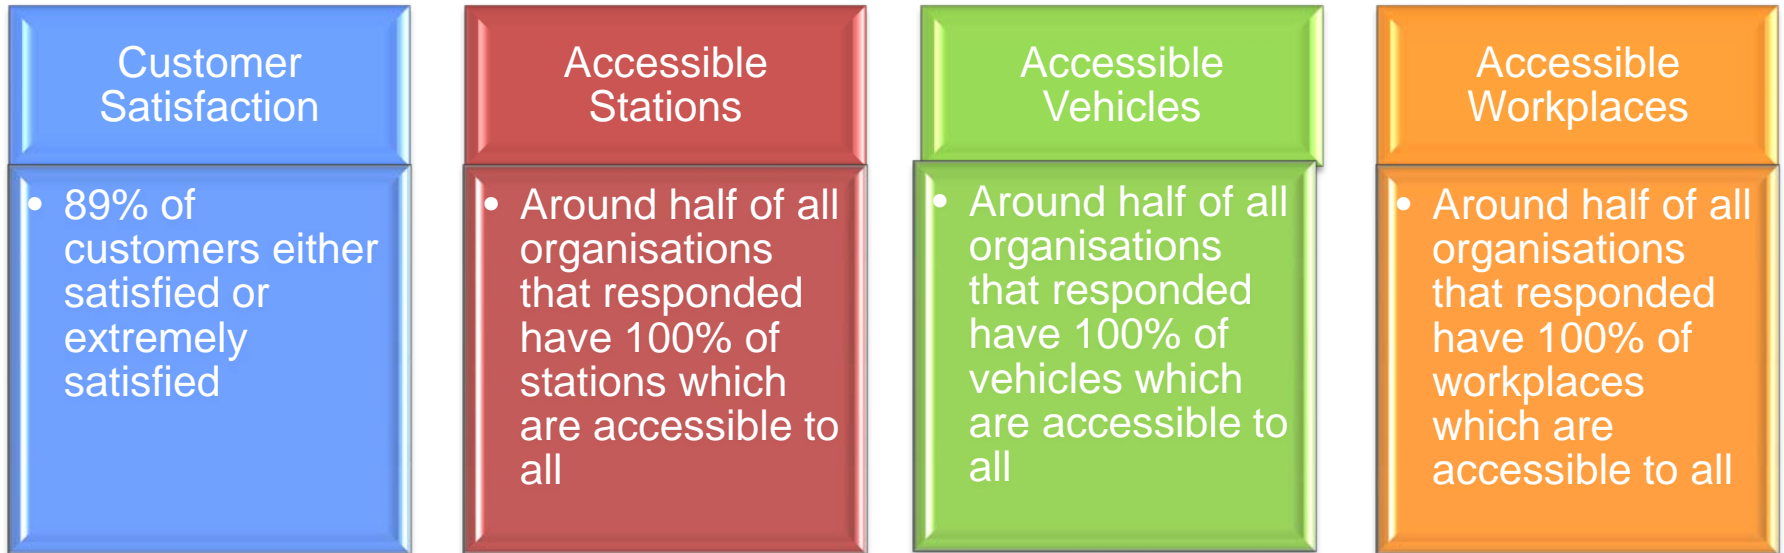 Customer
Satisfaction
• 89% of
customers either
satisfied or
extremely
satisfied
Accessible
Stations
• Around half of all
organisations
that responded
have 100% of
stations which
are accessible to
all
Accessible
Vehicles
• Around half of all
organisations
that responded
have 100% of
vehicles which
are accessible to
all
Accessible
Workplaces
• Around half of all
organisations
that responded
have 100% of
workplaces
which are
accessible to all